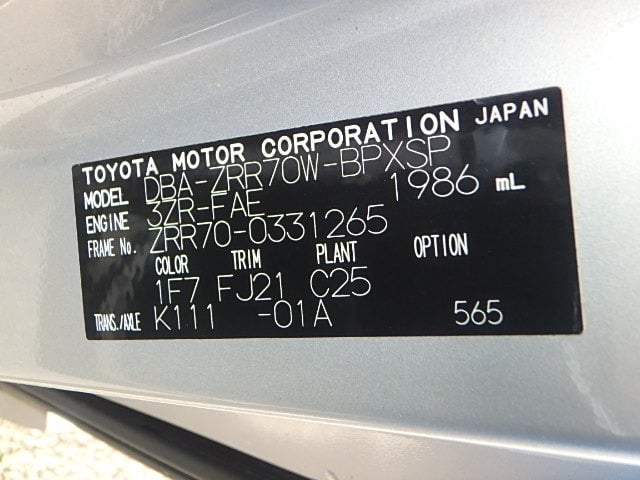 TOYOTA MOTOR CORPORATION JAPAN
MODEL DBA-ZRR70W-BPXSP
ENGINE 3ZR-FAE 1986 mL
FRAME No. ZRR70-0331265
COLOR TRIM PLANT OPTION
1F7 FJ21 C25
TRANS./AXLE K111 -01A 565